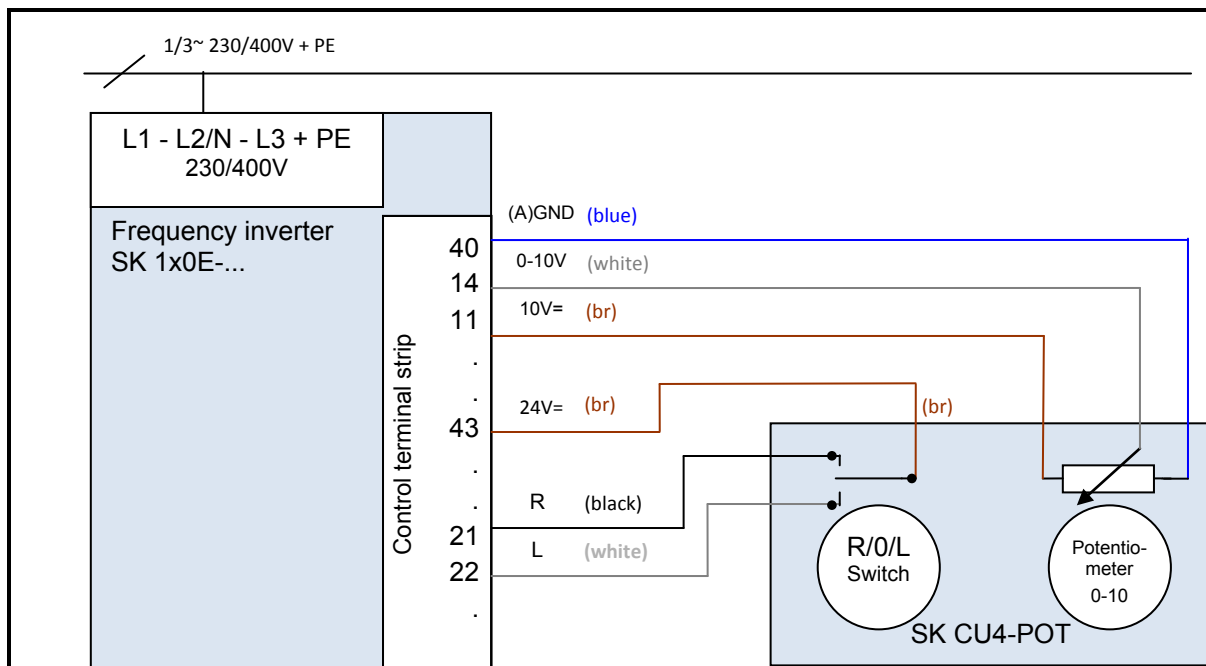 1/3~ 230/400V + PE
L1 - L2/N - L3 + PE
230/400V
Frequency inverter
SK 1x0E-...
Control terminal strip
40
14
11
.
.
43
.
.
21
22
.
(A)GND (blue)
0-10V (white)
10V= (br)
24V= (br)
(br)
R (black)
L (white)
R/0/L
Switch
Potentio-
meter
0-10
SK CU4-POT